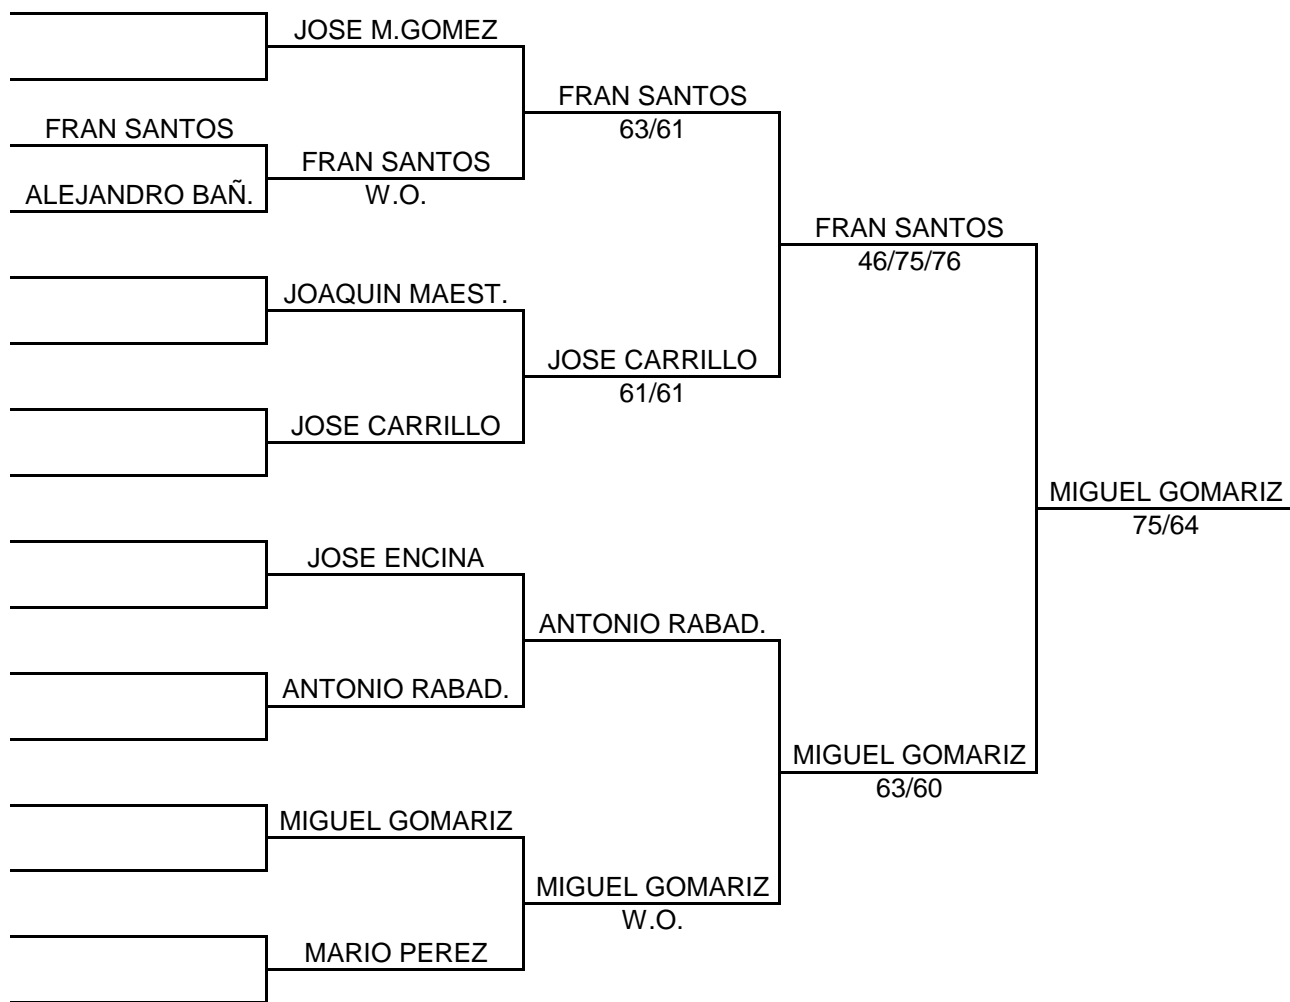 JOSE M.GOMEZ
FRAN SANTOS
63/61
FRAN SANTOS
FRAN SANTOS
W.O.
ALEJANDRO BAÑ.
FRAN SANTOS
46/75/76
JOAQUIN MAEST.
JOSE CARRILLO
61/61
JOSE CARRILLO
MIGUEL GOMARIZ
75/64
JOSE ENCINA
ANTONIO RABAD.
ANTONIO RABAD.
MIGUEL GOMARIZ
63/60
MIGUEL GOMARIZ
MIGUEL GOMARIZ
W.O.
MARIO PEREZ